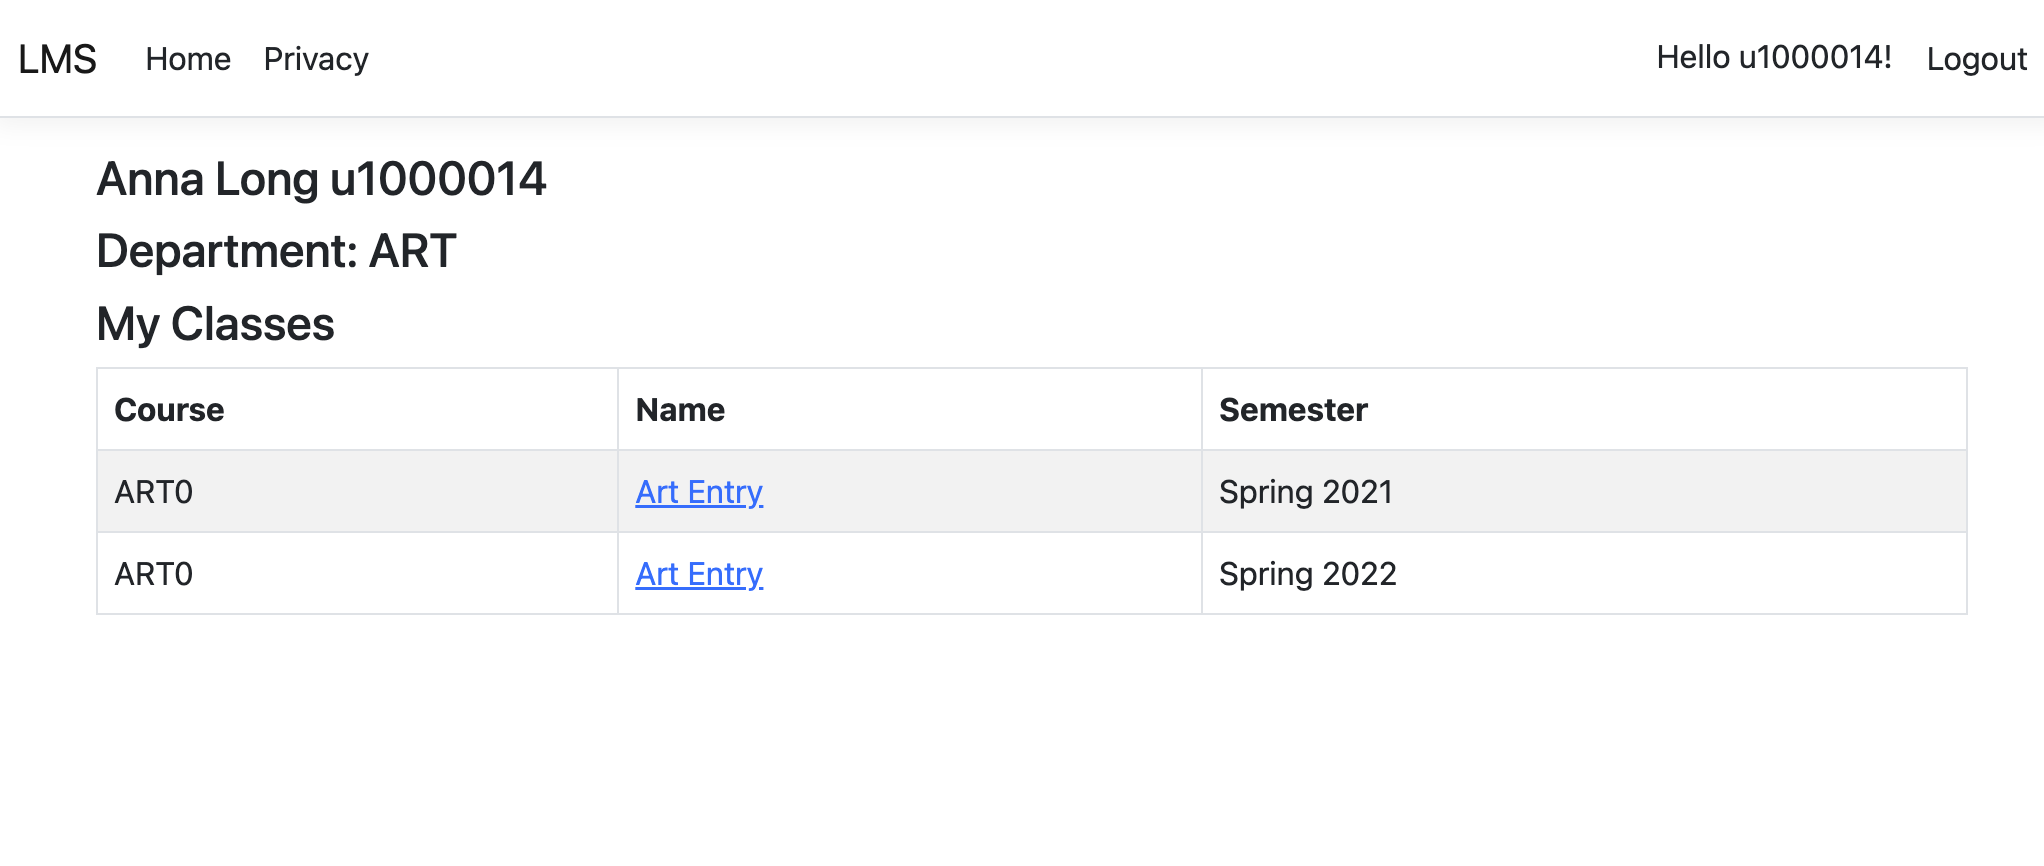 LMS Home Privacy Hello u1000014! Logout
Anna Long u1000014
Department: ART
My Classes
Course Name Semester
ART0 Art Entry Spring 2021
ART0 Art Entry Spring 2022